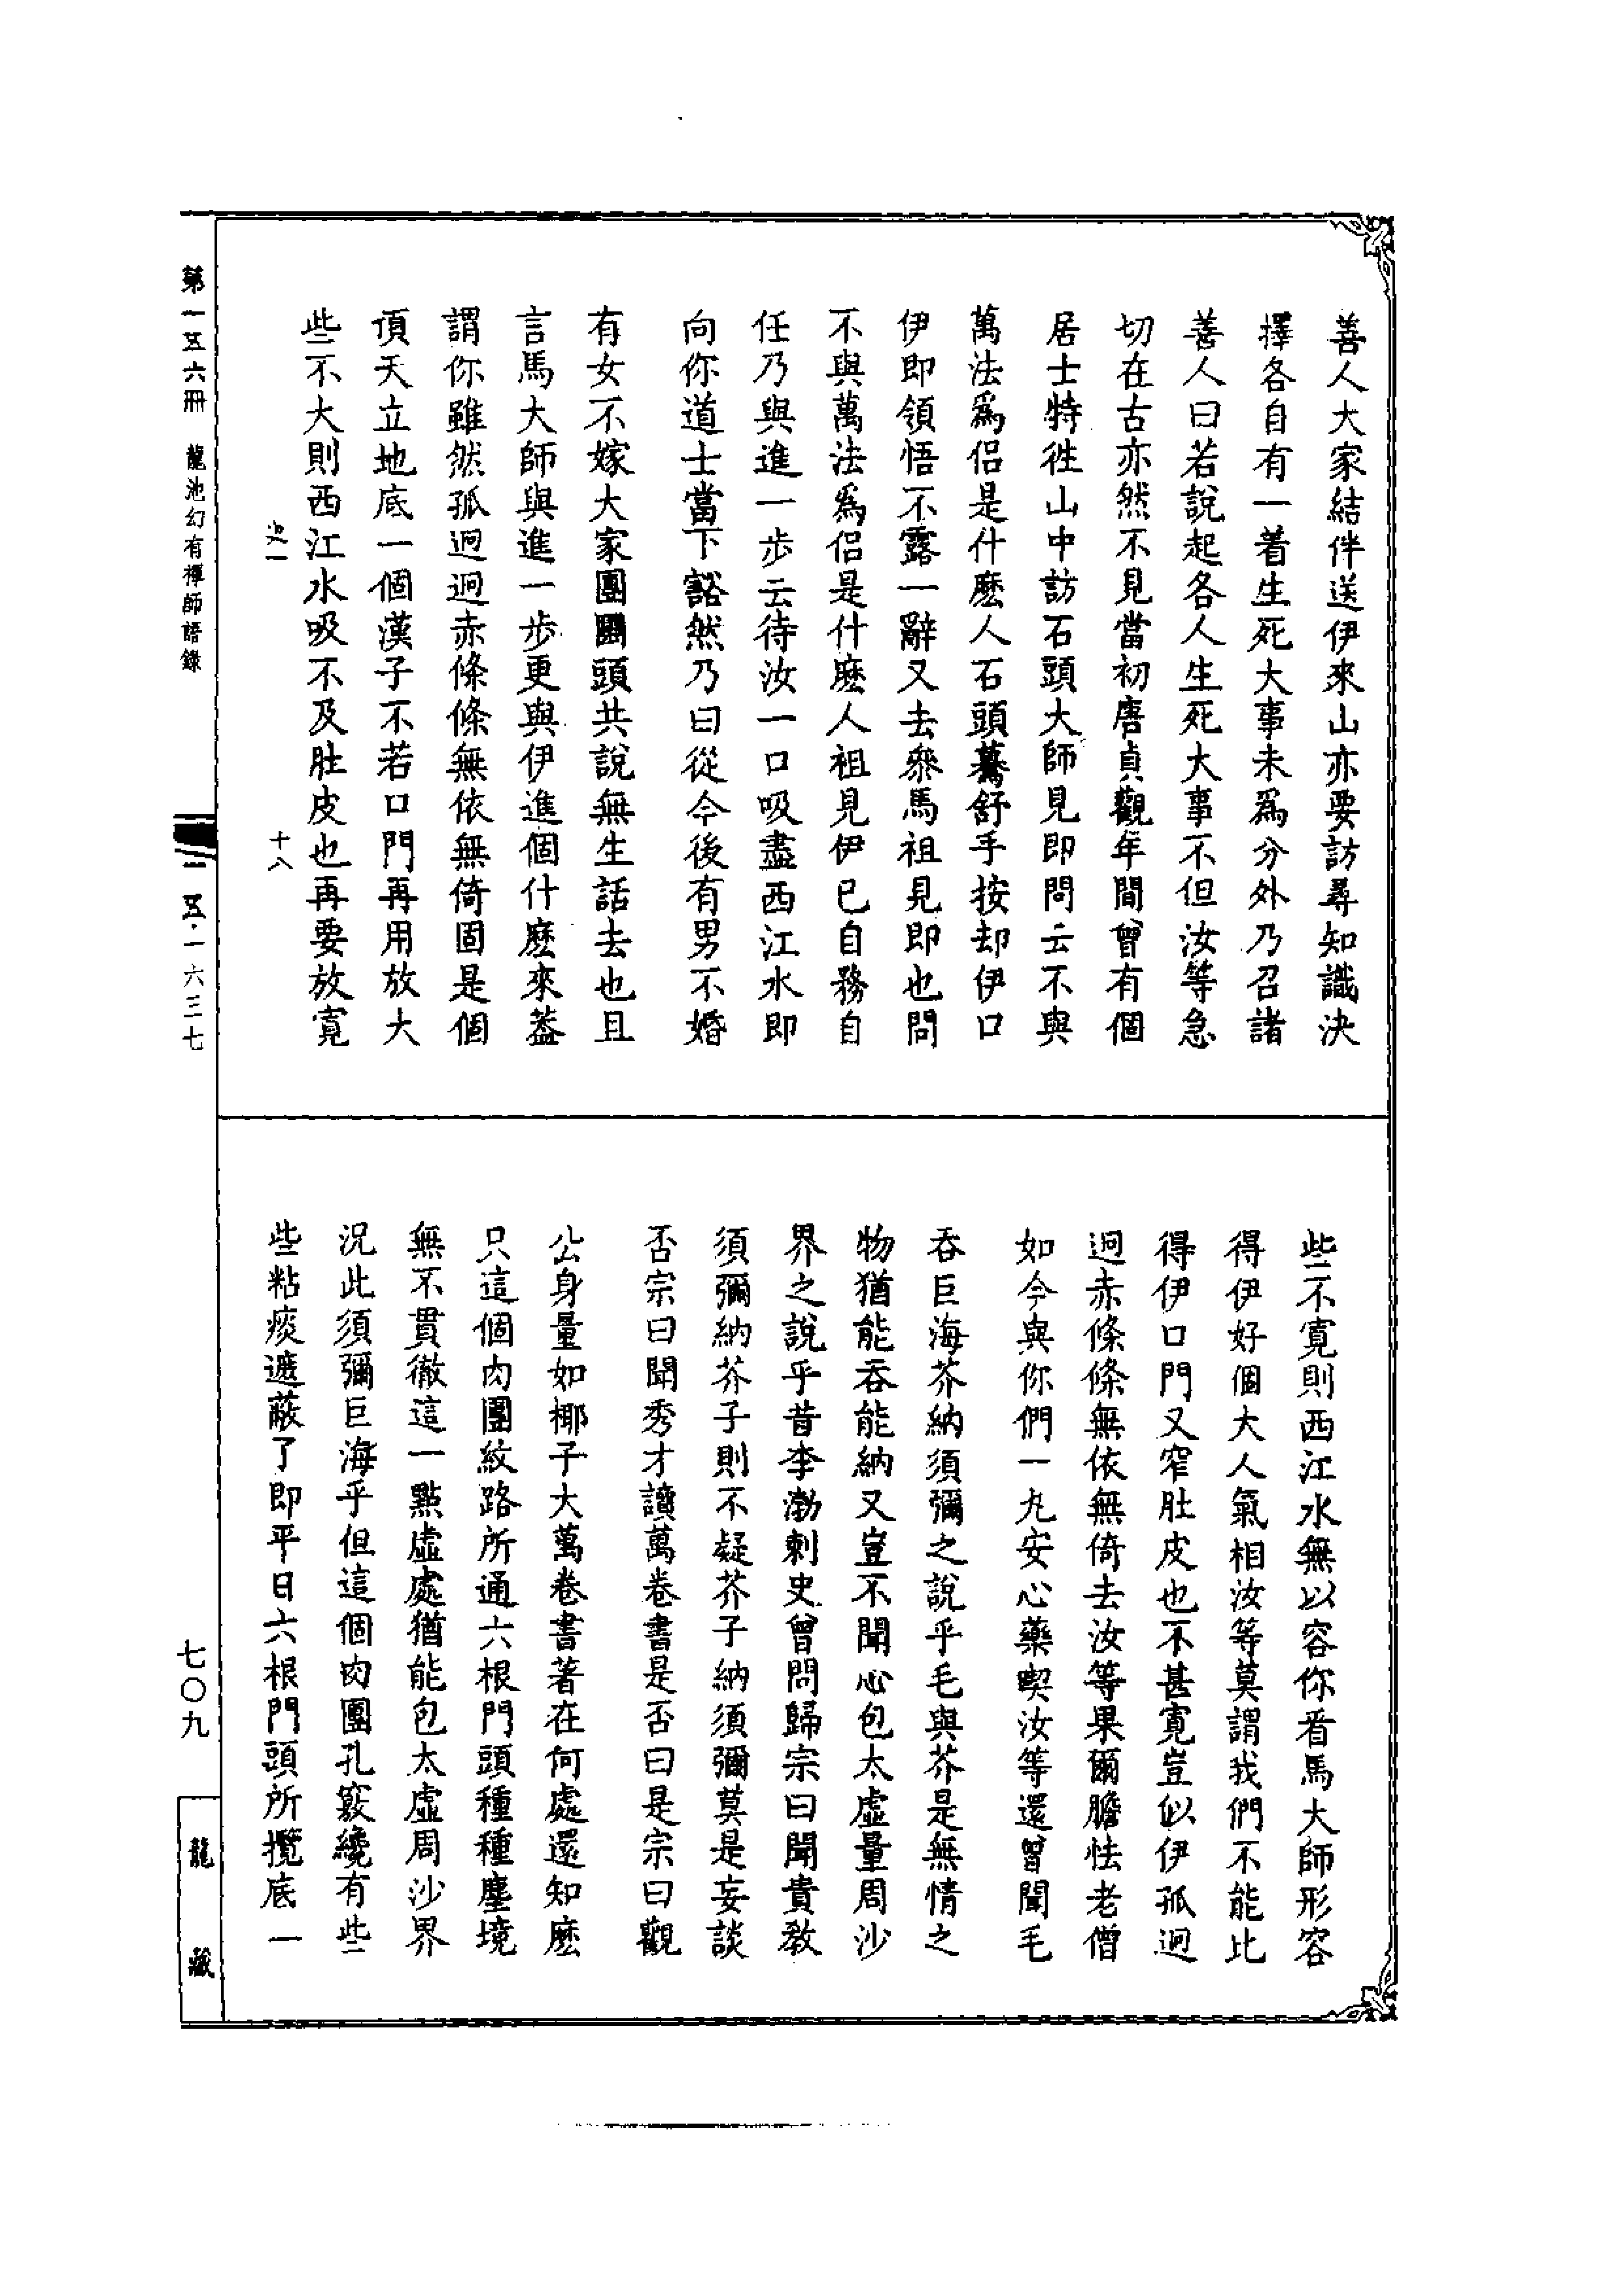 善人大家結伴送伊來山亦要訪尋知識決
擇各自有一着生死大事未爲分外乃召諸
善人曰若說起各人生死大事不但汝等急
切在古亦然不見當初唐貞觀年間曾有個
居士特徃山中訪石頭大師見即問云不與
萬法爲侶是什麽人石頭驀舒手按却伊口
伊即領悟不露一辭又去叅馬祖見即也問
不與萬法爲侶是什麽人祖見伊已自務自
任乃與進一步云待汝一口吸盡西江水即
向你道士當下豁然乃曰從今後有男不婚
有女不嫁大家團圞頭共說無生話去也且
言馬大師與進一步更與伊進個什麽來葢
謂你雖然孤迥迥赤條條無依無倚固是個
頂天立地底一個漢子不若口門再用放大
些不大則西江水吸不及肚皮也再要放寬
些不寬則西江水無以容你看馬大師形容
得伊好個大人氣相汝等莫謂我們不能比
得伊口門又窄肚皮也不甚寬豈似伊孤迥
迥赤條條無依無倚去汝等果爾膽怯老僧
如今與你們一丸安心藥喫汝等還曾聞毛
吞巨海芥納須彌之說乎毛與芥是無情之
物猶能吞能納又豈不聞心包太虛量周沙
界之說乎昔李渤刺史曾問歸宗曰聞貴教
須彌納芥子則不疑芥子納須彌莫是妄談
否宗曰聞秀才讀萬卷書是否曰是宗曰觀
公身量如椰子大萬卷書著在何處還知麽
只這個肉團紋路所通六根門頭種種塵境
無不貫徹這一點虛處猶能包太虛周沙界
況此須彌巨海乎但這個肉團孔竅纔有些
些粘痰遮蔽了即平日六根門頭所攬底一
第一五六冊 龍池幻有禪師語錄
十八
一五·一六三七
七〇九
龍藏